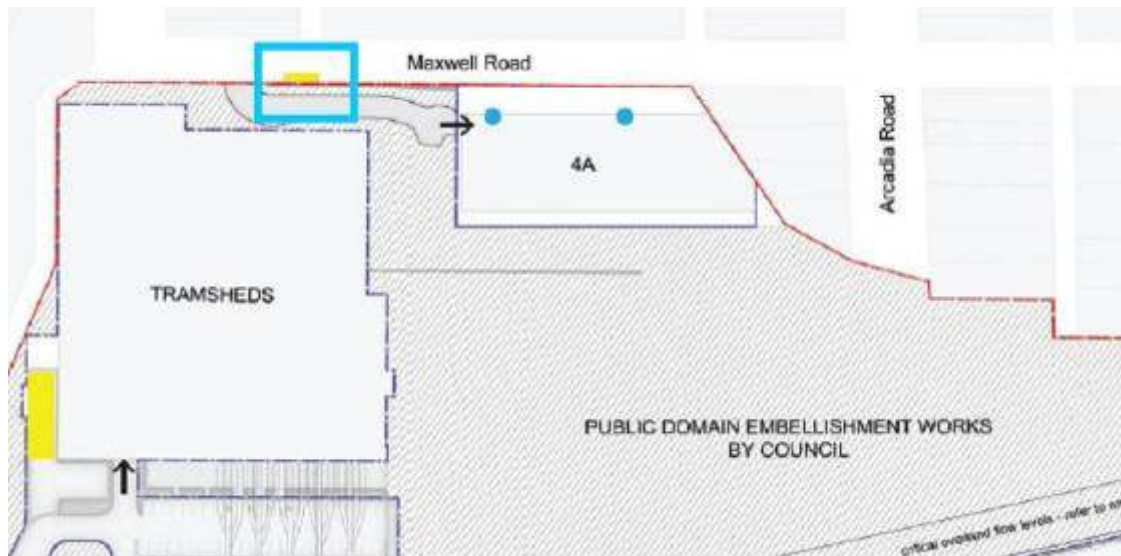 Maxwell Road
Arcadia Road
4A
TRAMSHEDS
PUBLIC DOMAIN EMBELLISHMENT WORKS
BY COUNCIL
critical overland flow levels - refer to